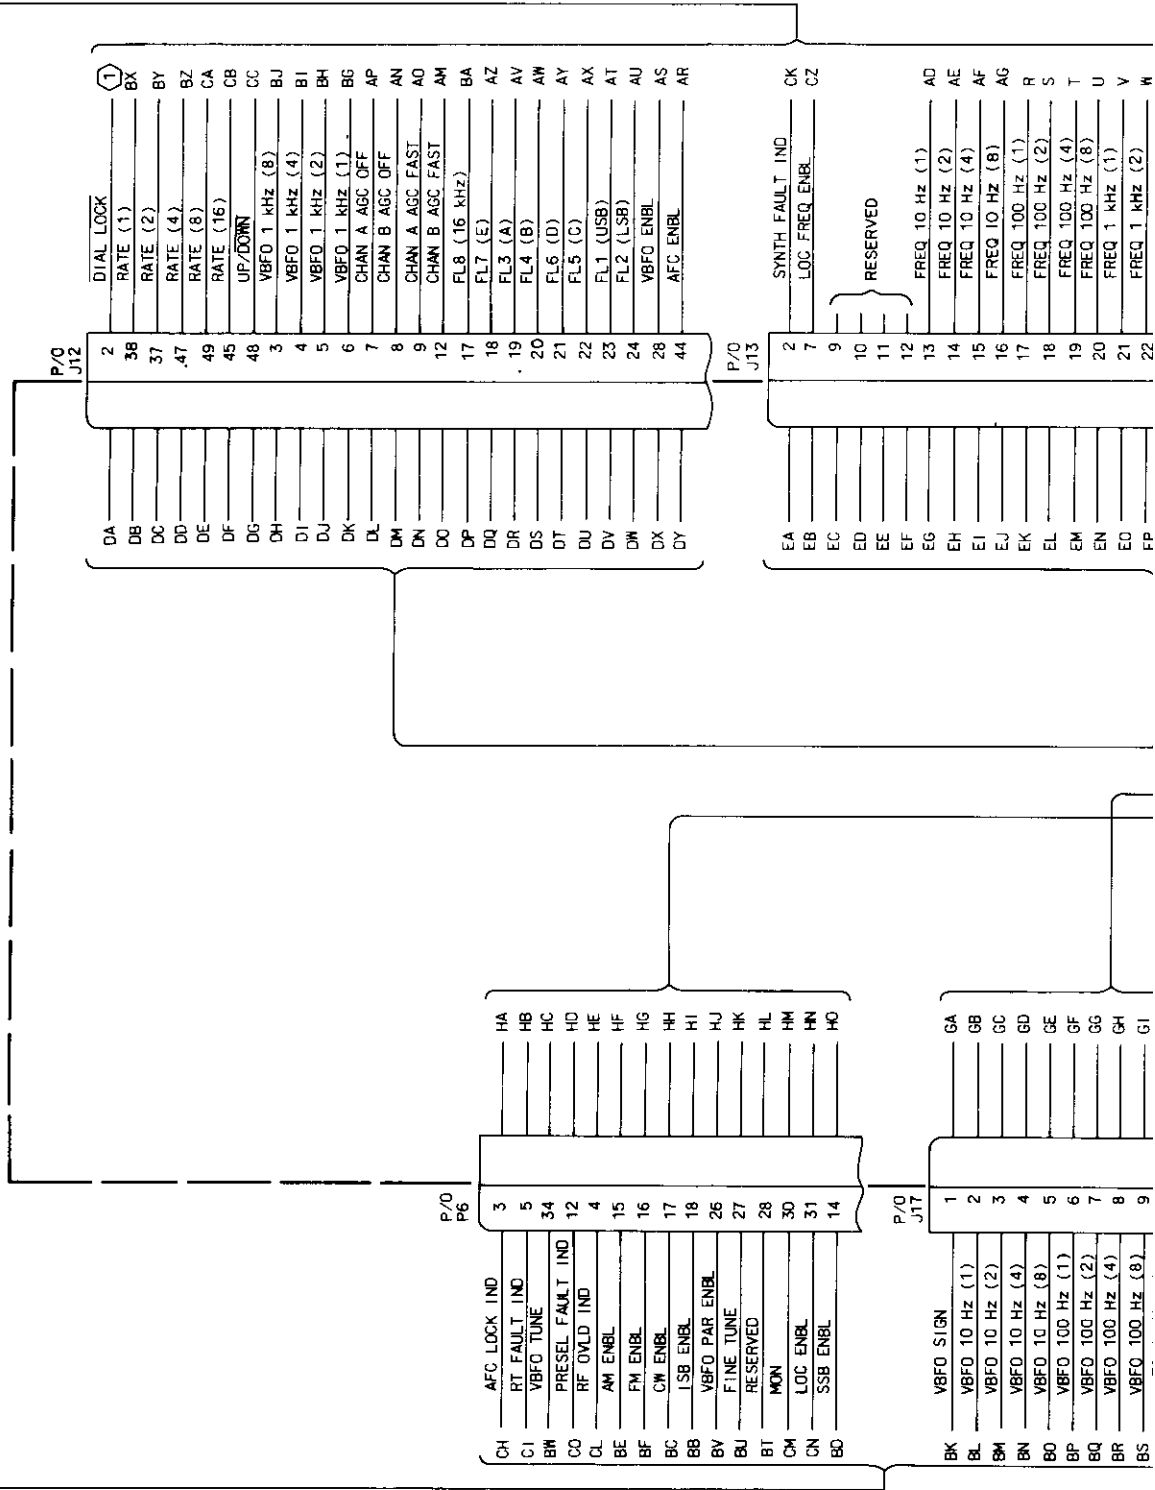 P/O
J12
DA 2 DIAL LOCK 1
DB 38 RATE (1) BX
DC 37 RATE (2) BY
DD 47 RATE (4) BZ
DE 49 RATE (8) CA
DF 45 RATE (16) CB
DG 48 UP/DOWN CC
DH 3 VBFO 1 kHz (8) BJ
DI 4 VBFO 1 kHz (4) BI
DJ 5 VBFO 1 kHz (2) BH
DK 6 VBFO 1 kHz (1) BG
DL 7 CHAN A AGC OFF AP
DM 8 CHAN B AGC OFF AN
DN 9 CHAN A AGC FAST AO
DO 12 CHAN B AGC FAST AM
DP 17 FL8 (16 kHz) BA
DQ 18 FL7 (E) AZ
DR 19 FL3 (A) AV
DS 20 FL4 (B) AW
DT 21 FL6 (D) AY
DU 22 FL5 (C) AX
DV 23 FL1 (USB) AT
DW 24 FL2 (LSB) AU
DX 28 VBFO ENBL AS
DY 44 AFC ENBL AR
P/O
J13
EA 2 SYNTH FAULT IND CK
EB 7 LOC FREQ ENBL CZ
EC 9
ED 10
EE 11
EF 12
RESERVED
EG 13 FREQ 10 Hz (1) AD
EH 14 FREQ 10 Hz (2) AE
EI 15 FREQ 10 Hz (4) AF
EJ 16 FREQ 10 Hz (8) AG
EK 17 FREQ 100 Hz (1) R
EL 18 FREQ 100 Hz (2) S
EM 19 FREQ 100 Hz (4) T
EN 20 FREQ 100 Hz (8) U
EO 21 FREQ 1 kHz (1) V
EP 22 FREQ 1 kHz (2) W
P/O
P6
CH AFC LOCK IND 3 HA
CI RT FAULT IND 5 HB
BW VBFO TUNE 34 HC
CO PRESEL FAULT IND 12 HD
CL RF OVLD IND 4 HE
BE AM ENBL 15 HF
BF FM ENBL 16 HG
BC CW ENBL 17 HH
BB ISB ENBL 18 HI
BV VBFO PAR ENBL 26 HJ
BU FINE TUNE 27 HK
BT RESERVED 28 HL
CM MON 30 HM
CN LOC ENBL 31 HN
BD SSB ENBL 14 HO
P/O
J17
BK VBFO SIGN 1 GA
BL VBFO 10 Hz (1) 2 GB
BM VBFO 10 Hz (2) 3 GC
BN VBFO 10 Hz (4) 4 GD
BO VBFO 10 Hz (8) 5 GE
BP VBFO 100 Hz (1) 6 GF
BQ VBFO 100 Hz (2) 7 GG
BR VBFO 100 Hz (4) 8 GH
BS VBFO 100 Hz (8) 9 GI